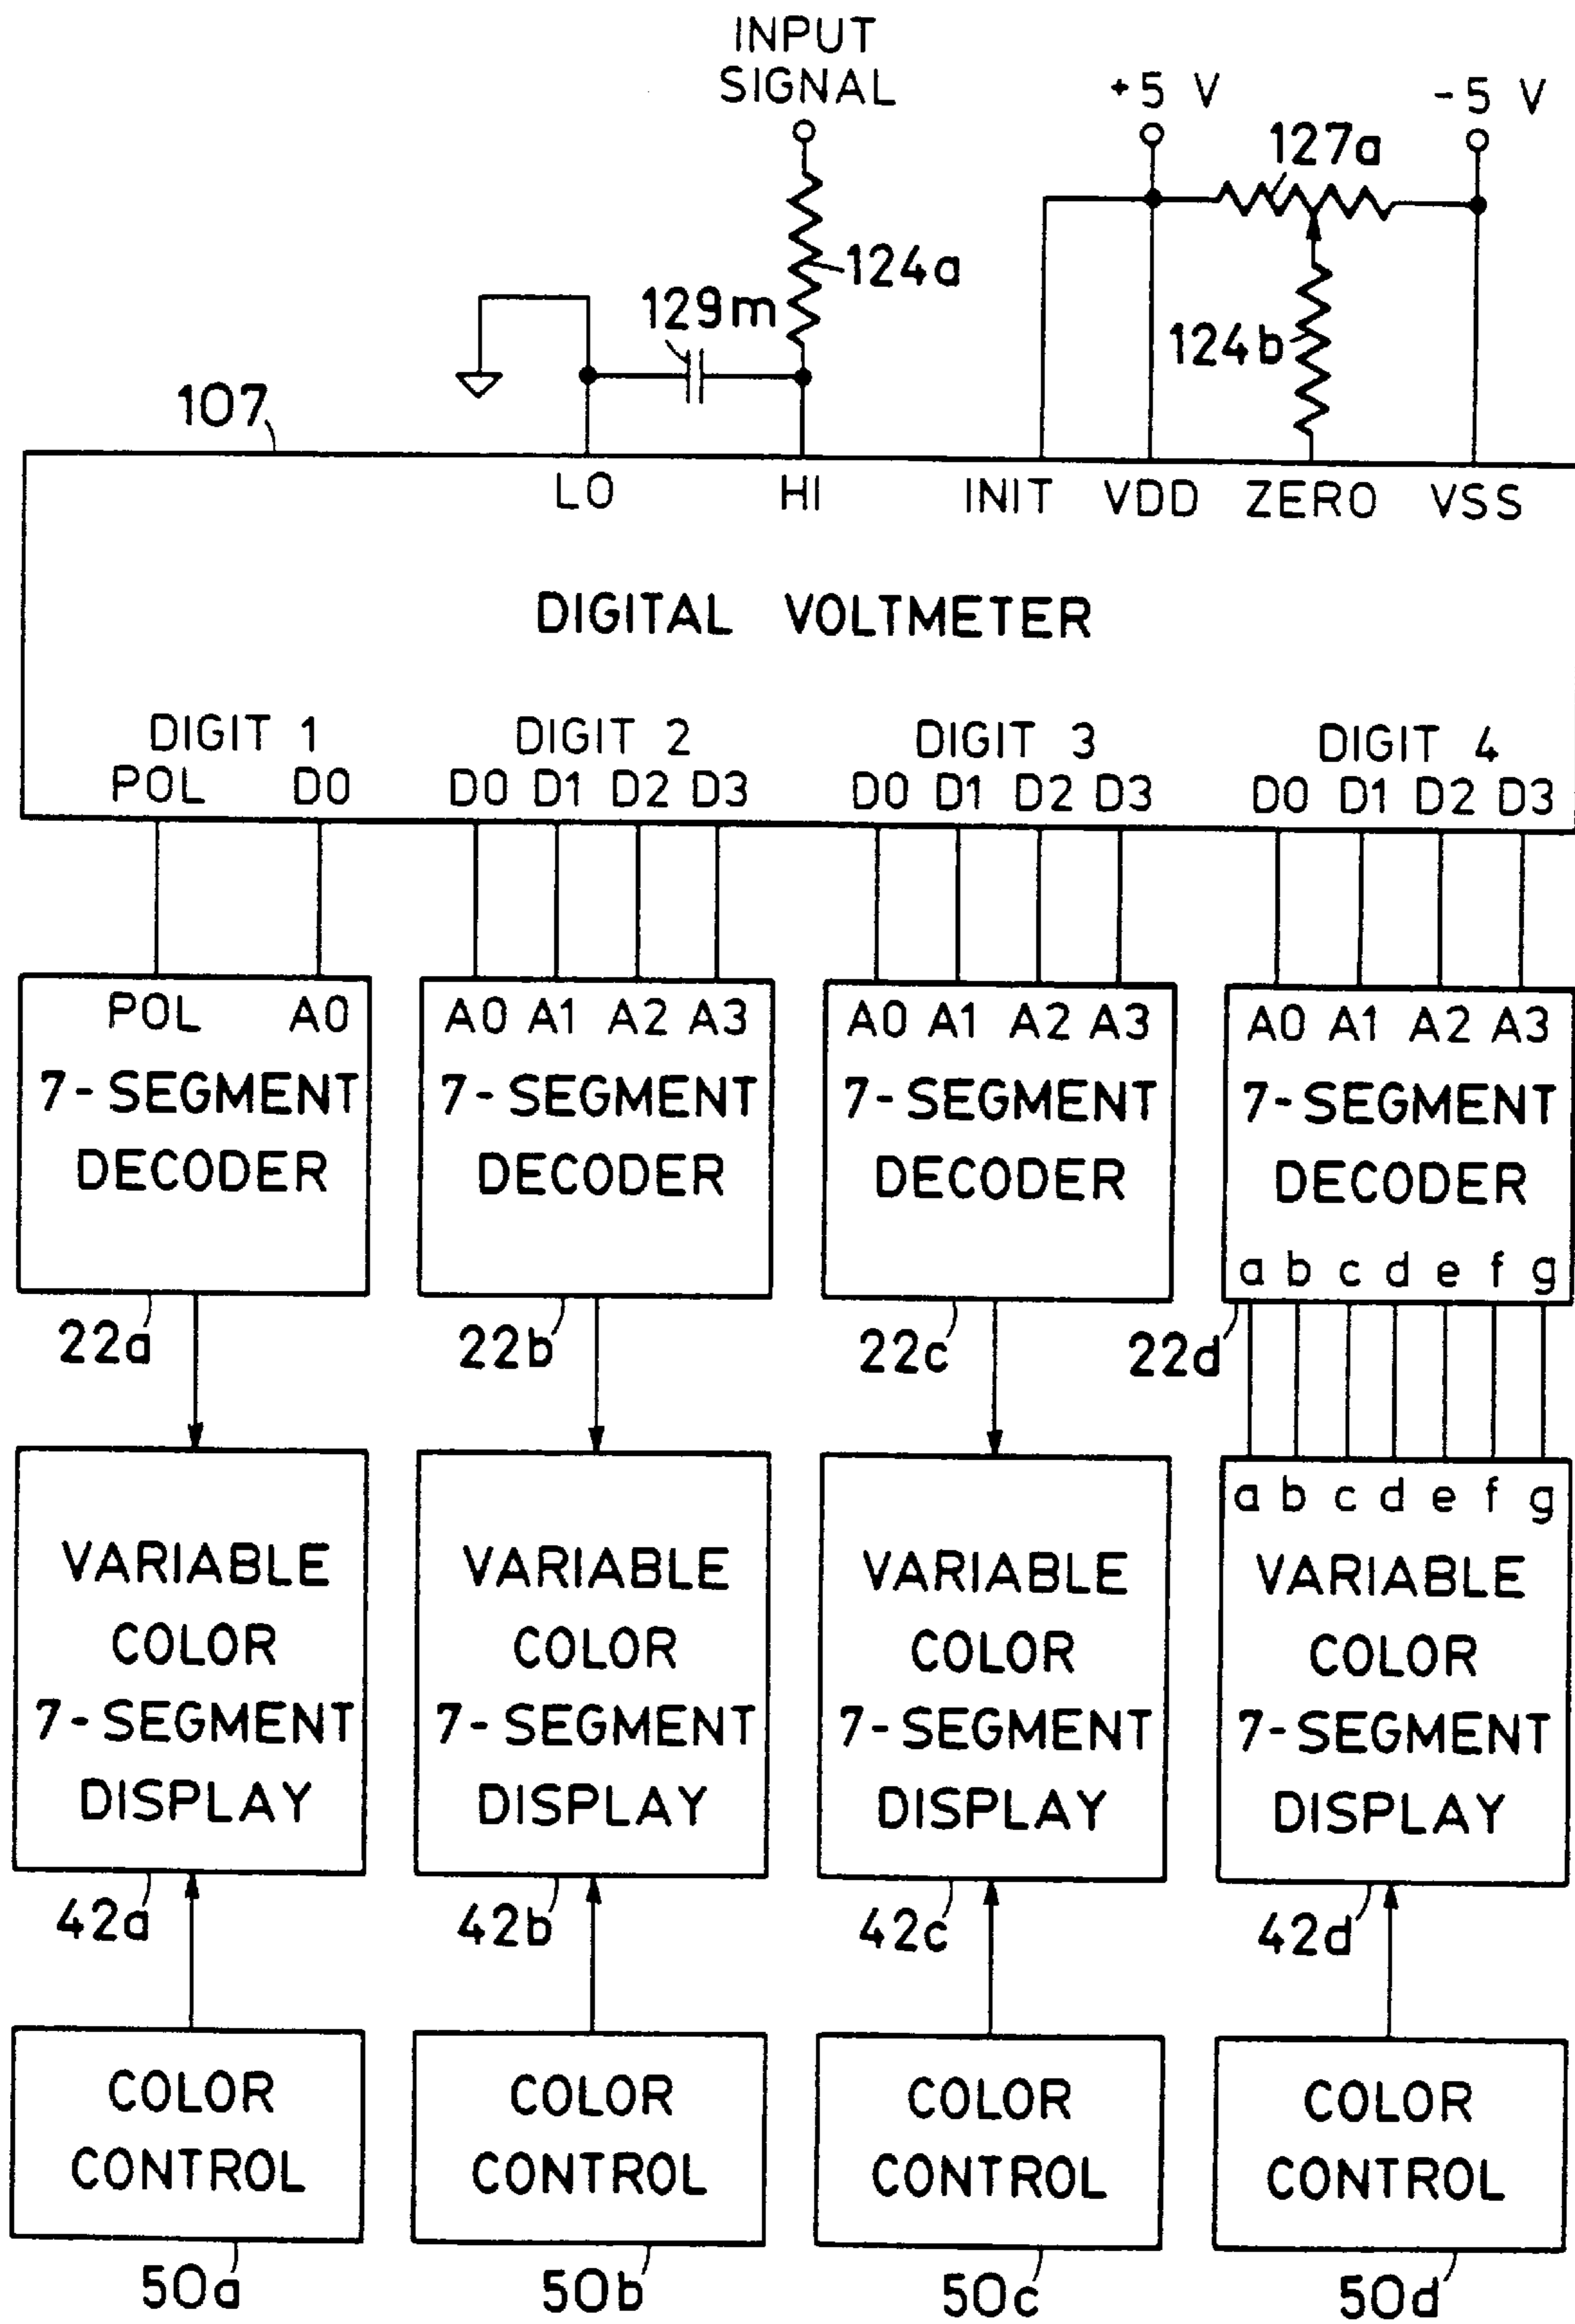 INPUT
SIGNAL
+5 V
-5 V
127a
124a
129m
124b
107
LO HI INIT VDD ZERO VSS
DIGITAL VOLTMETER
DIGIT 1 DIGIT 2 DIGIT 3 DIGIT 4
POL D0 D0 D1 D2 D3 D0 D1 D2 D3 D0 D1 D2 D3
POL A0
7-SEGMENT
DECODER
22a
A0 A1 A2 A3
7-SEGMENT
DECODER
22b
A0 A1 A2 A3
7-SEGMENT
DECODER
22c
A0 A1 A2 A3
7-SEGMENT
DECODER
a b c d e f g
22d
VARIABLE
COLOR
7-SEGMENT
DISPLAY
42a
VARIABLE
COLOR
7-SEGMENT
DISPLAY
42b
VARIABLE
COLOR
7-SEGMENT
DISPLAY
42c
a b c d e f g
VARIABLE
COLOR
7-SEGMENT
DISPLAY
42d
COLOR
CONTROL
50a
COLOR
CONTROL
50b
COLOR
CONTROL
50c
COLOR
CONTROL
50d